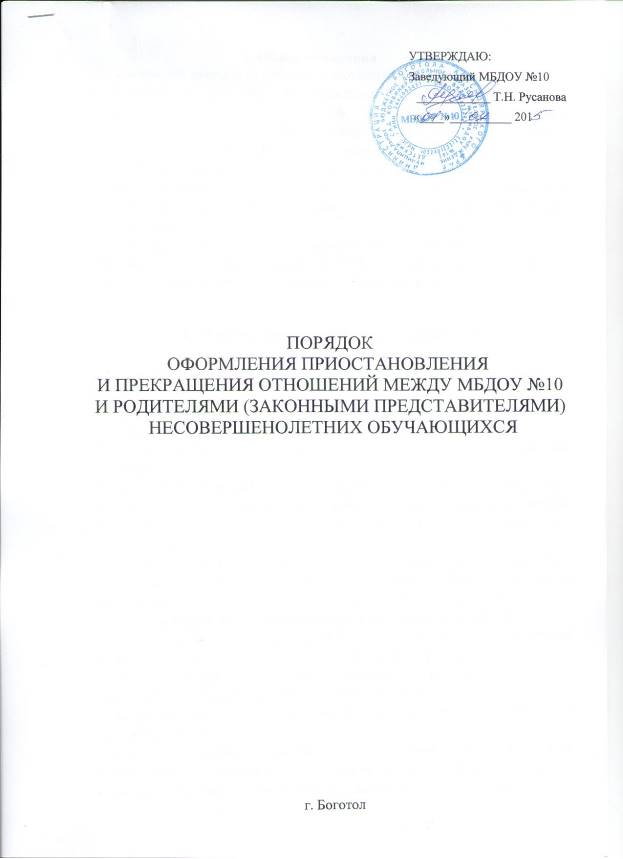 УТВЕРЖДАЮ:
Заведующий МБДОУ №10
Т.Н. Русанова
2015
ПОРЯДОК
ОФОРМЛЕНИЯ ПРИОСТАНОВЛЕНИЯ
И ПРЕКРАЩЕНИЯ ОТНОШЕНИЙ МЕЖДУ МБДОУ №10
И РОДИТЕЛЯМИ (ЗАКОННЫМИ ПРЕДСТАВИТЕЛЯМИ)
НЕСОВЕРШЕНОЛЕТНИХ ОБУЧАЮЩИХСЯ
г. Боготол